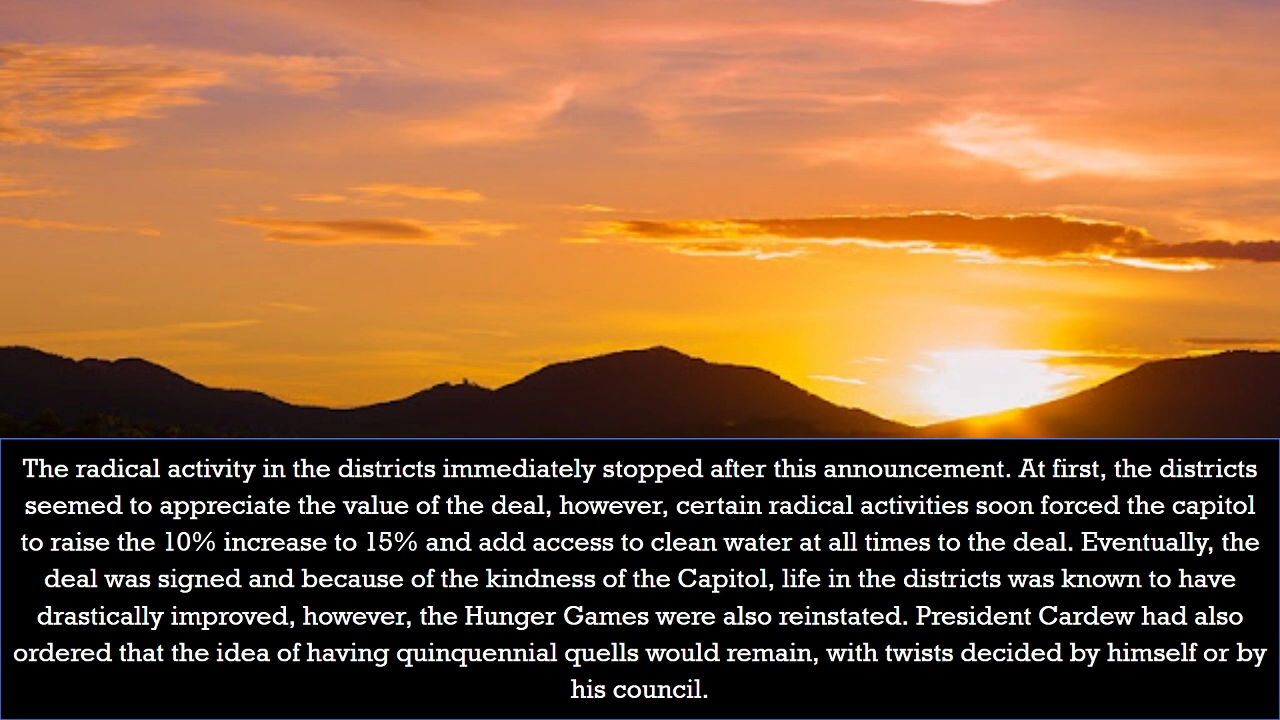 The radical activity in the districts immediately stopped after this announcement. At first, the districts
seemed to appreciate the value of the deal, however, certain radical activities soon forced the capitol
to raise the 10% increase to 15% and add access to clean water at all times to the deal. Eventually, the
deal was signed and because of the kindness of the Capitol, life in the districts was known to have
drastically improved, however, the Hunger Games were also reinstated. President Cardew had also
ordered that the idea of having quinquennial quells would remain, with twists decided by himself or by
his council.